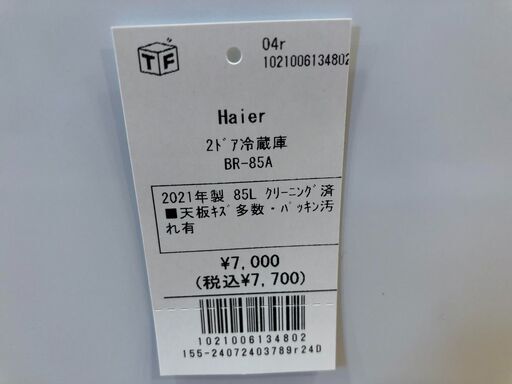 TF
04r
1021006134802
Haier
2ﾄﾞｱ冷蔵庫
BR-85A
2021年製 85L ｸﾘｰﾆﾝｸﾞ済
■天板ｷｽﾞ多数・ﾊﾟｯｷﾝ汚
れ有
¥7,000
(税込¥7,700)
1021006134802
155-24072403789r24D